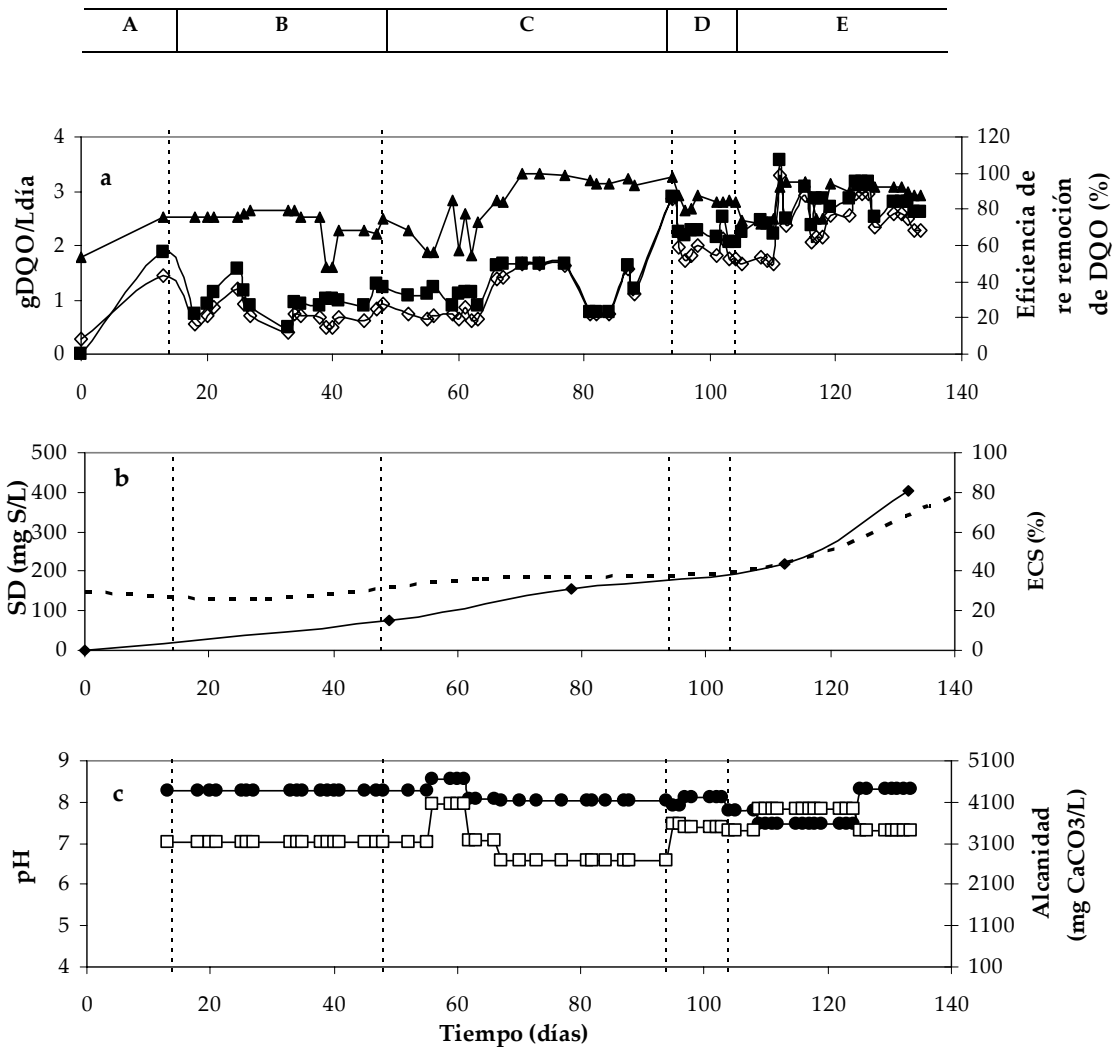 A B C D E
a
gDQO/Ldía
4
3
2
1
0
120
100
80
60
40
20
0
Eficiencia de
re remoción
de DQO (%)
0 20 40 60 80 100 120 140
b
SD (mg S/L)
500
400
300
200
100
0
100
80
60
40
20
0
ECS (%)
0 20 40 60 80 100 120 140
c
pH
9
8
7
6
5
4
5100
4100
3100
2100
1100
100
Alcanidad
(mg CaCO3/L)
0 20 40 60 80 100 120 140
Tiempo (días)